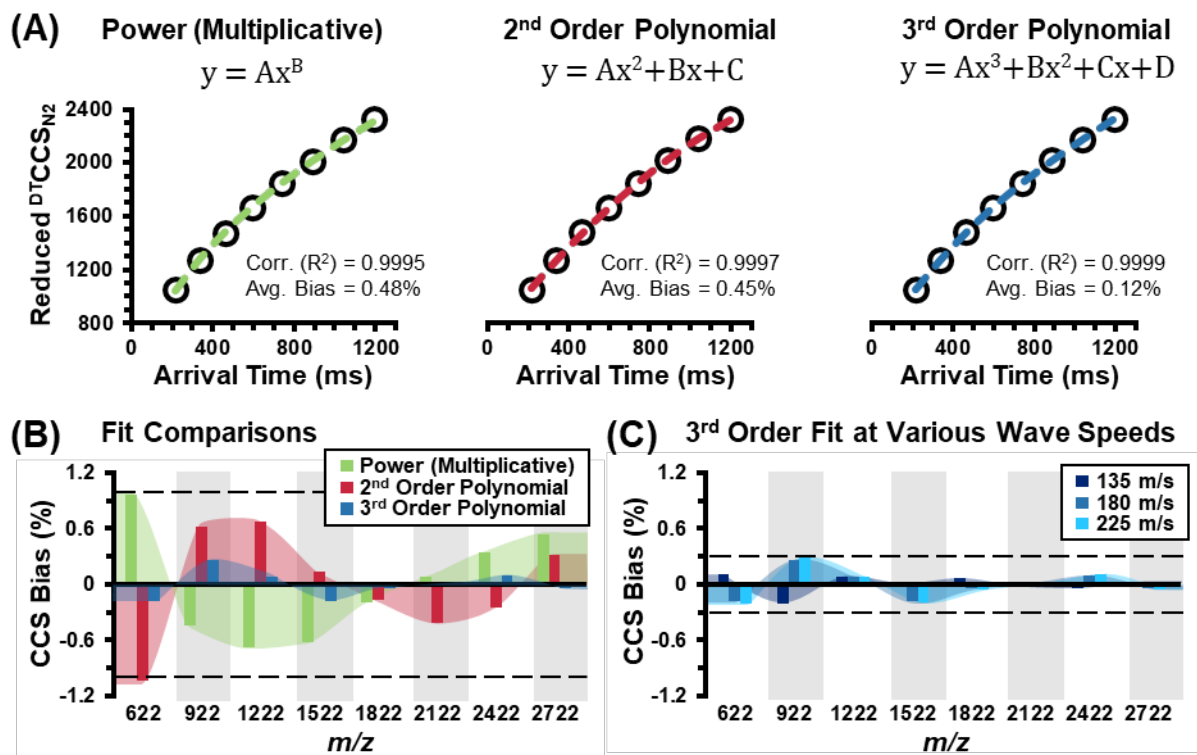 (A)
Power (Multiplicative)
y = Ax^B
2nd Order Polynomial
y = Ax²+Bx+C
3rd Order Polynomial
y = Ax³+Bx²+Cx+D
Reduced DTCCSN2
2400
2000
1600
1200
800
Corr. (R²) = 0.9995
Avg. Bias = 0.48%
Corr. (R²) = 0.9997
Avg. Bias = 0.45%
Corr. (R²) = 0.9999
Avg. Bias = 0.12%
0 400 800 1200
0 400 800 1200
0 400 800 1200
Arrival Time (ms)
Arrival Time (ms)
Arrival Time (ms)
(B) Fit Comparisons
CCS Bias (%)
1.2
0.6
0
-0.6
-1.2
Power (Multiplicative)
2nd Order Polynomial
3rd Order Polynomial
622 922 1222 1522 1822 2122 2422 2722
m/z
(C) 3rd Order Fit at Various Wave Speeds
CCS Bias (%)
1.2
0.6
0
-0.6
-1.2
135 m/s
180 m/s
225 m/s
622 922 1222 1522 1822 2122 2422 2722
m/z